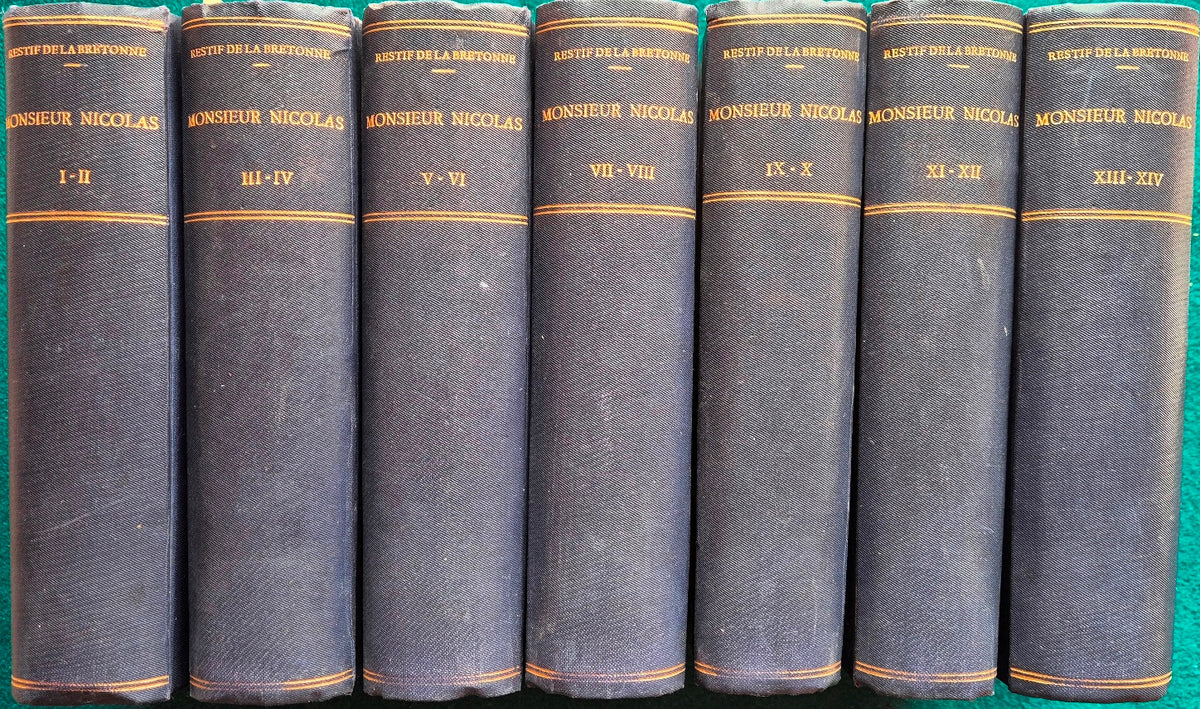 RESTIF DE LA BRETONNE
MONSIEUR NICOLAS
I - II
RESTIF DE LA BRETONNE
MONSIEUR NICOLAS
III - IV
RESTIF DE LA BRETONNE
MONSIEUR NICOLAS
V - VI
RESTIF DE LA BRETONNE
MONSIEUR NICOLAS
VII - VIII
RESTIF DE LA BRETONNE
MONSIEUR NICOLAS
IX - X
RESTIF DE LA BRETONNE
MONSIEUR NICOLAS
XI - XII
RESTIF DE LA BRETONNE
MONSIEUR NICOLAS
XIII - XIV